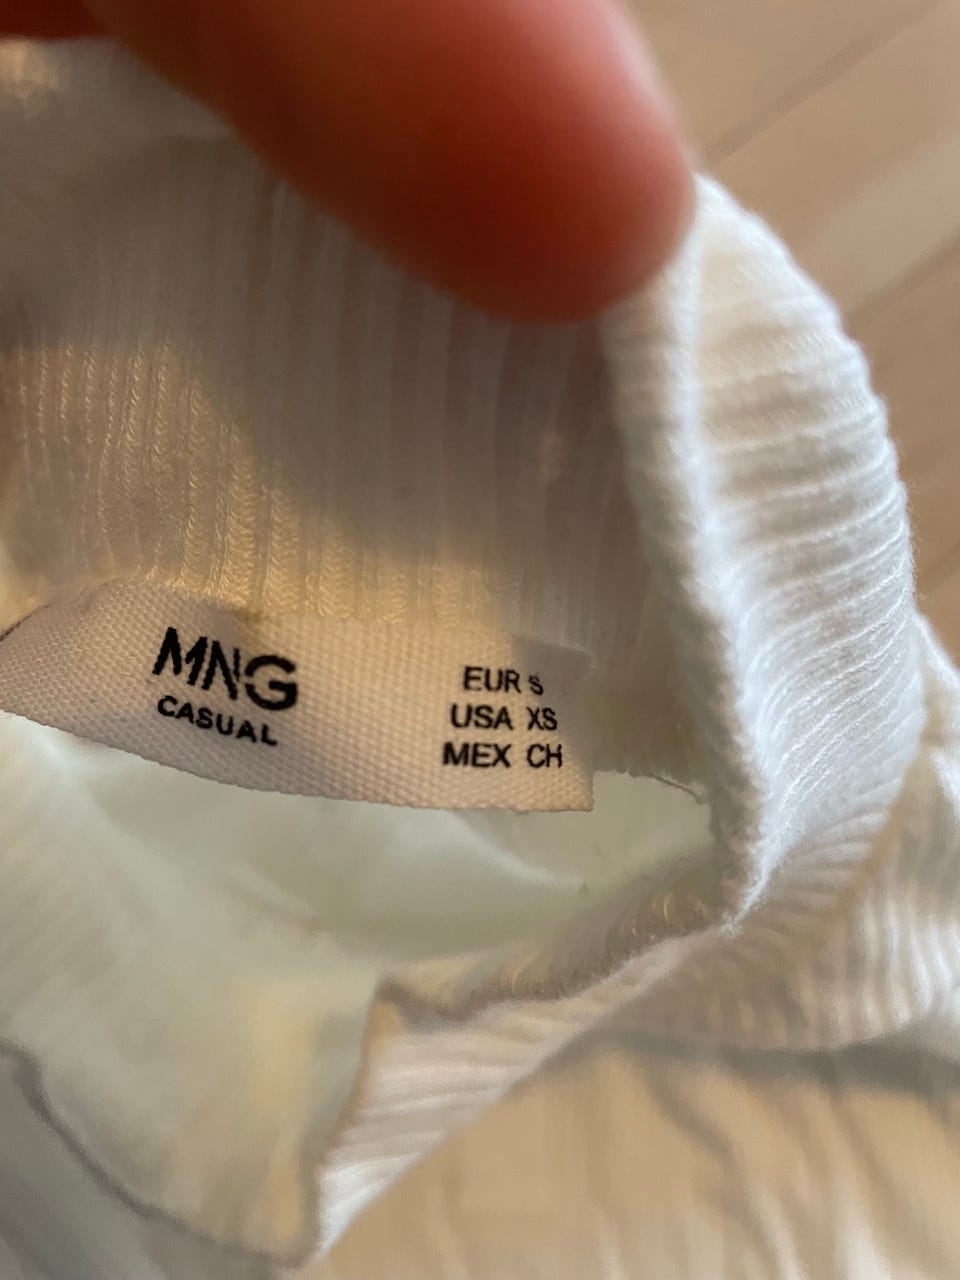 MNG
CASUAL
EUR S
USA XS
MEX CH